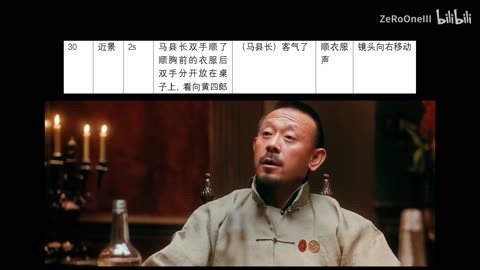 ZeRoOneIII bilibili
30 近景 2s 马县长双手顺了 （马县长）客气了 顺衣服 镜头向右移动
顺胸前的衣服后 声
双手分开放在桌
子上，看向黄四郎